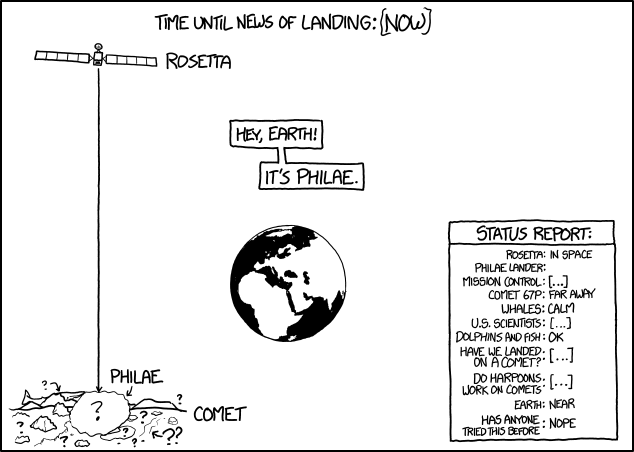 TIME UNTIL NEWS OF LANDING: [NOW]
ROSETTA
HEY, EARTH!
IT'S PHILAE.
STATUS REPORT:
ROSETTA: IN SPACE
PHILAE LANDER:
MISSION CONTROL: [...]
COMET 67P: FAR AWAY
WHALES: CALM
U.S. SCIENTISTS: [...]
DOLPHINS AND FISH: OK
HAVE WE LANDED
ON A COMET?: [...]
DO HARPOONS
WORK ON COMETS: [...]
EARTH: NEAR
HAS ANYONE
TRIED THIS BEFORE: NOPE
PHILAE
COMET
? ? ? ? ? ? ? ? ??